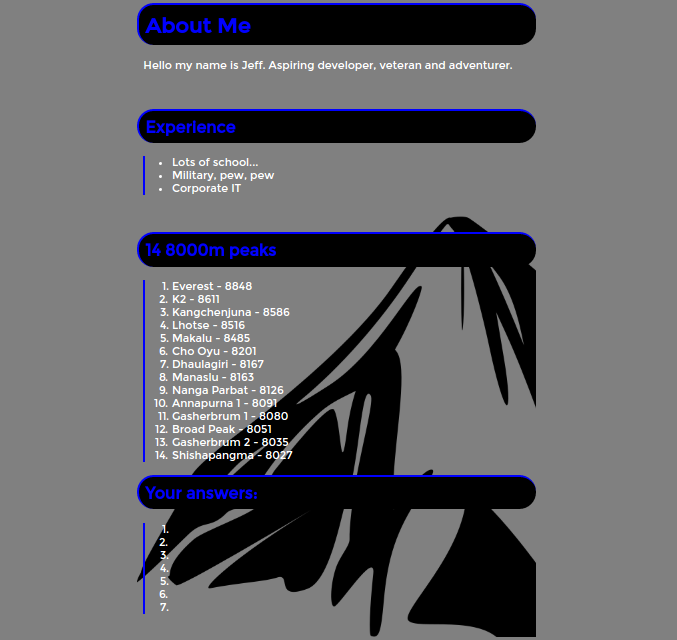 About Me
Hello my name is Jeff. Aspiring developer, veteran and adventurer.
Experience
• Lots of school...
• Military, pew, pew
• Corporate IT
14 8000m peaks
1. Everest - 8848
2. K2 - 8611
3. Kangchenjuna - 8586
4. Lhotse - 8516
5. Makalu - 8485
6. Cho Oyu - 8201
7. Dhaulagiri - 8167
8. Manaslu - 8163
9. Nanga Parbat - 8126
10. Annapurna 1 - 8091
11. Gasherbrum 1 - 8080
12. Broad Peak - 8051
13. Gasherbrum 2 - 8035
14. Shishapangma - 8027
Your answers:
1.
2.
3.
4.
5.
6.
7.